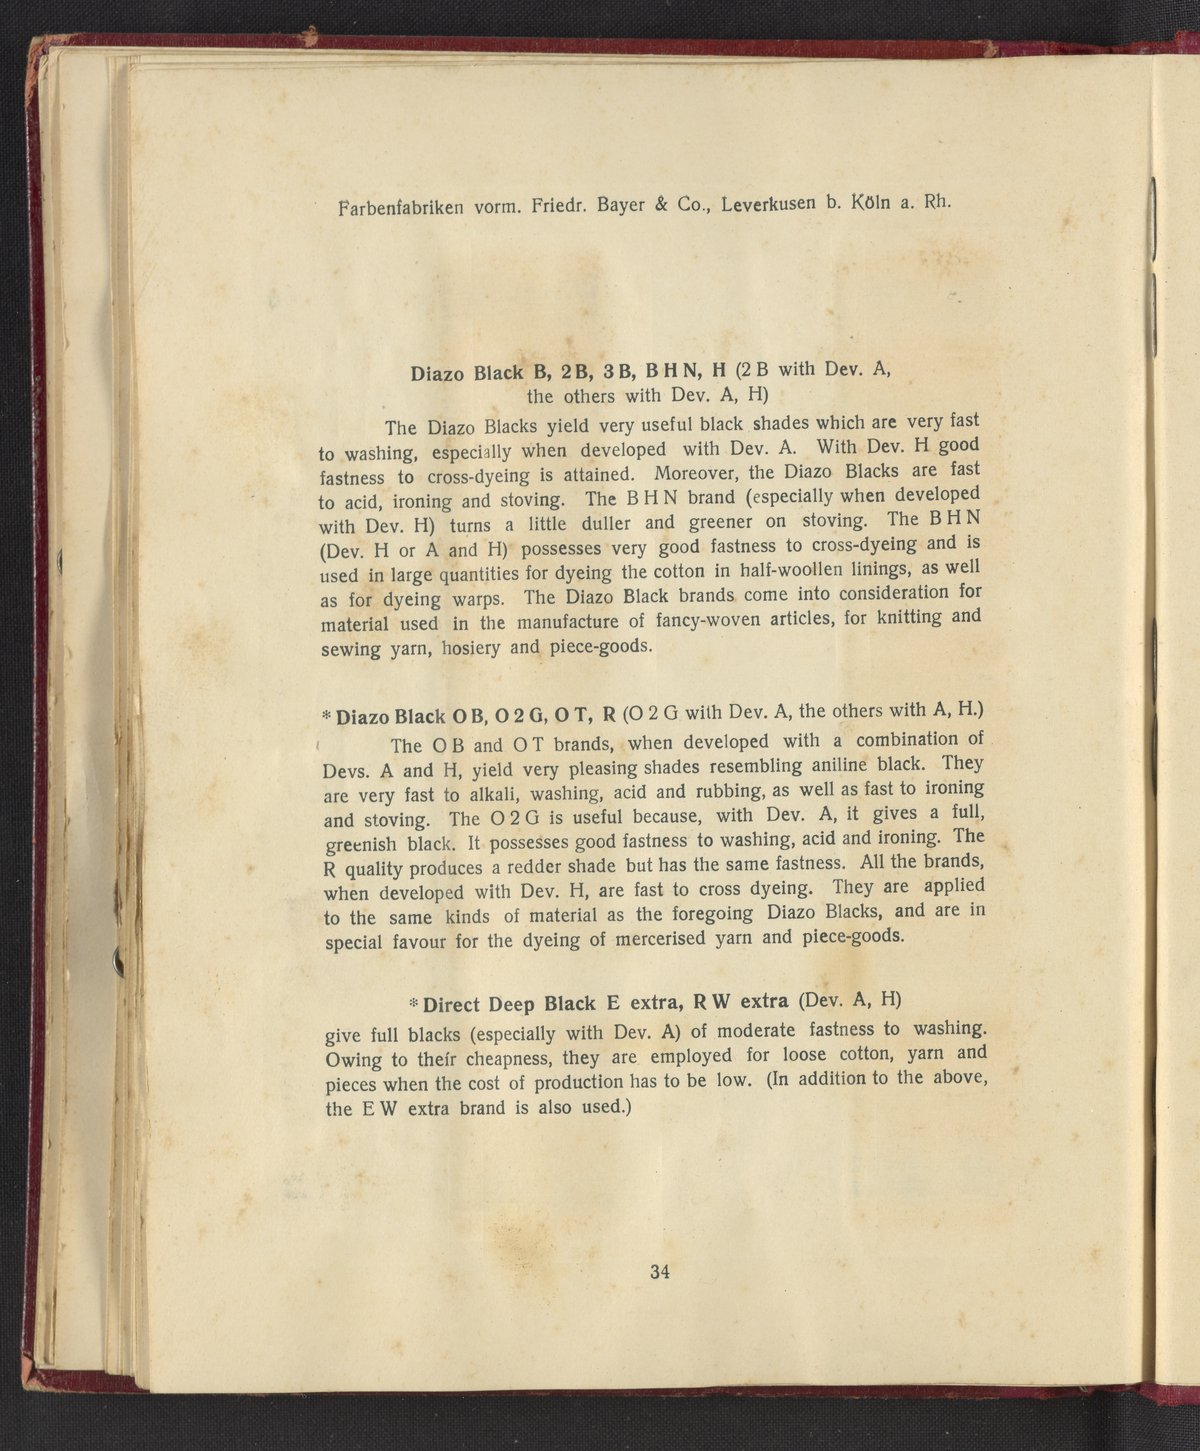 Farbenfabriken vorm. Friedr. Bayer & Co., Leverkusen b. Köln a. Rh.
Diazo Black B, 2B, 3B, BHN, H (2B with Dev. A,
the others with Dev. A, H)
The Diazo Blacks yield very useful black shades which are very fast
to washing, especially when developed with Dev. A. With Dev. H good
fastness to cross-dyeing is attained. Moreover, the Diazo Blacks are fast
to acid, ironing and stoving. The BHN brand (especially when developed
with Dev. H) turns a little duller and greener on stoving. The BHN
(Dev. H or A and H) possesses very good fastness to cross-dyeing and is
used in large quantities for dyeing the cotton in half-woollen linings, as well
as for dyeing warps. The Diazo Black brands come into consideration for
material used in the manufacture of fancy-woven articles, for knitting and
sewing yarn, hosiery and piece-goods.
* Diazo Black OB, O2G, OT, R (O2G with Dev. A, the others with A, H.)
The OB and OT brands, when developed with a combination of
Devs. A and H, yield very pleasing shades resembling aniline black. They
are very fast to alkali, washing, acid and rubbing, as well as fast to ironing
and stoving. The O2G is useful because, with Dev. A, it gives a full,
greenish black. It possesses good fastness to washing, acid and ironing. The
R quality produces a redder shade but has the same fastness. All the brands,
when developed with Dev. H, are fast to cross dyeing. They are applied
to the same kinds of material as the foregoing Diazo Blacks, and are in
special favour for the dyeing of mercerised yarn and piece-goods.
* Direct Deep Black E extra, RW extra (Dev. A, H)
give full blacks (especially with Dev. A) of moderate fastness to washing.
Owing to their cheapness, they are employed for loose cotton, yarn and
pieces when the cost of production has to be low. (In addition to the above,
the EW extra brand is also used.)
34